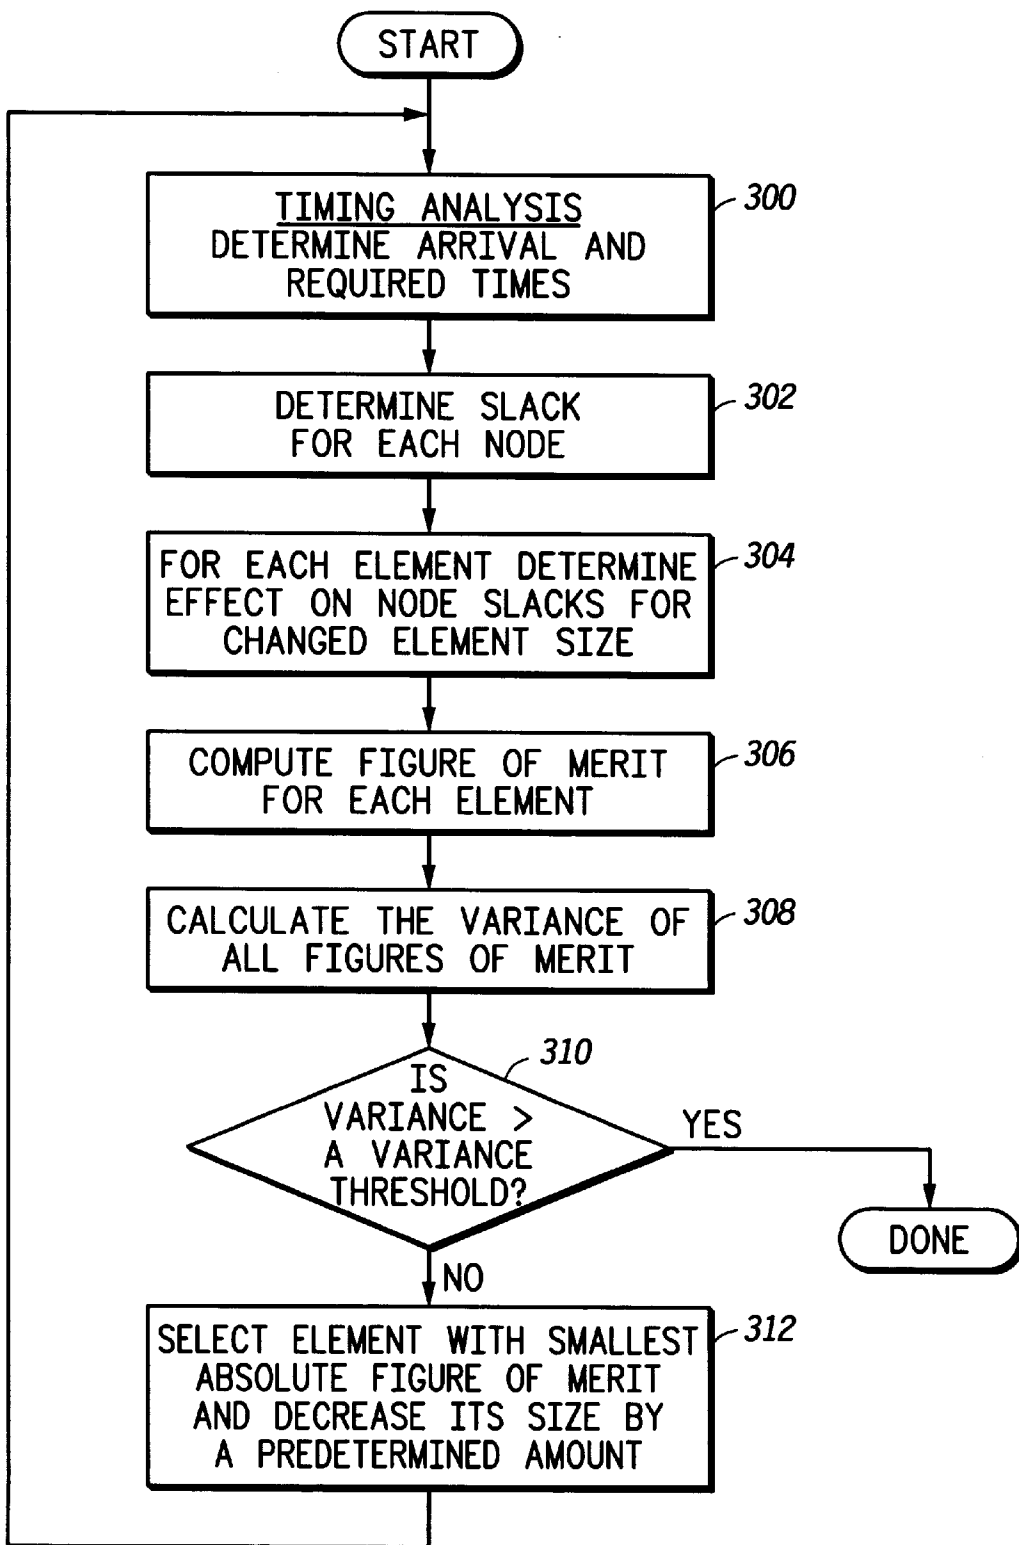 START
TIMING ANALYSIS
DETERMINE ARRIVAL AND
REQUIRED TIMES
300
DETERMINE SLACK
FOR EACH NODE
302
FOR EACH ELEMENT DETERMINE
EFFECT ON NODE SLACKS FOR
CHANGED ELEMENT SIZE
304
COMPUTE FIGURE OF MERIT
FOR EACH ELEMENT
306
CALCULATE THE VARIANCE OF
ALL FIGURES OF MERIT
308
IS
VARIANCE >
A VARIANCE
THRESHOLD?
310
YES
DONE
NO
SELECT ELEMENT WITH SMALLEST
ABSOLUTE FIGURE OF MERIT
AND DECREASE ITS SIZE BY
A PREDETERMINED AMOUNT
312